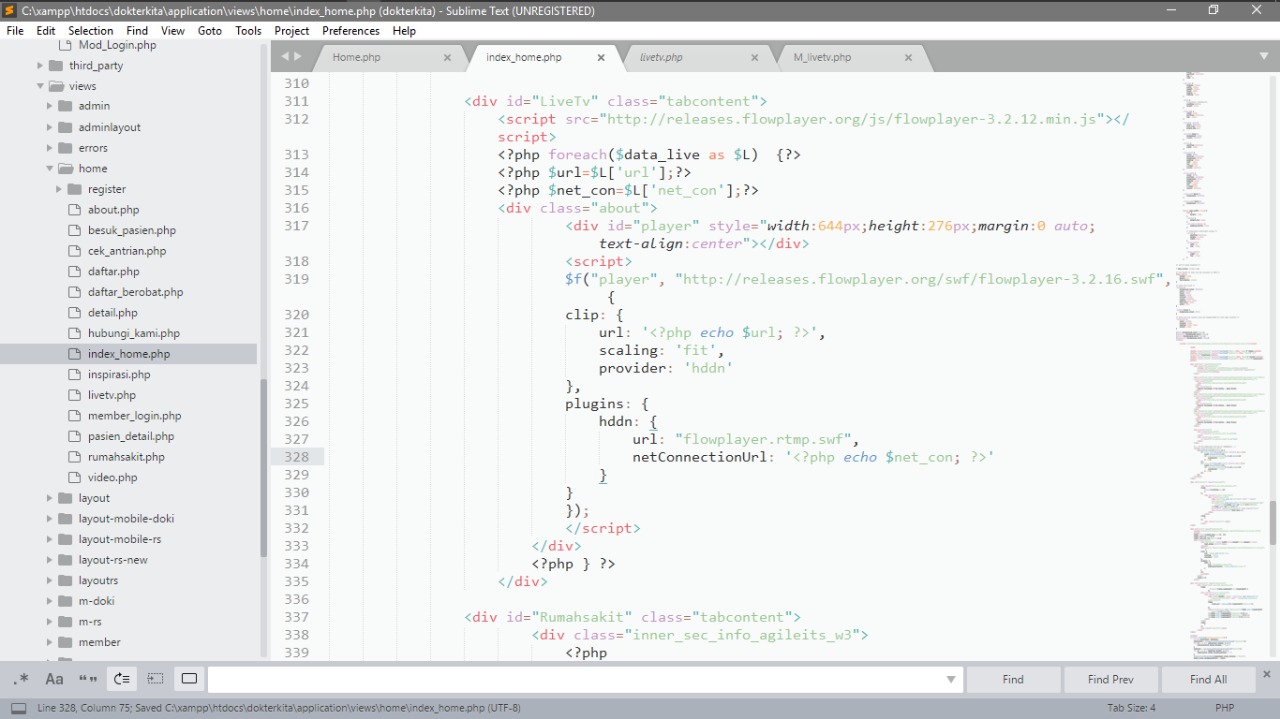 C:\xampp\htdocs\dokterkita\application\views\home\index_home.php (dokterkita) - Sublime Text (UNREGISTERED)
File Edit Selection Find View Goto Tools Project Preferences Help
Mod_Login.php
third_party
views
admin
adminlayout
errors
home
register
about.php
besuk_pasien.php
cek_antrian.php
daftar.php
daftar_berobat.php
detail.php
hubungi_kami.php
index_home.php
livetv.php
member_login.php
pasien_detail.php
rumahsakit.php
video.php
layout
layout-mobile-doki
layout-mobile-rs
layoutrs
m-doki
Home.php
index_home.php
livetv.php
M_livetv.php
310
311 <div id="LiveTv" class="tabcontent">
312 <script src="http://releases.flowplayer.org/js/flowplayer-3.2.12.min.js"></
script>
313 <?php foreach($data_live as $L) {?>
314 <?php $url=$L['url'];?>
315 <?php $net_con=$L['net_con'];?>
316 <div class="about">
317 <div id="player" style="width:644px;height:276px;margin:0 auto;
text-align:center"></div>
318 <script>
319 $f("player", "http://releases.flowplayer.org/swf/flowplayer-3.2.16.swf",
{
320 clip: {
321 url: '<?php echo $url; ?>',
322 scaling: 'fit',
323 provider: 'hddn'
324 },
325 plugins: {
326 hddn: {
327 url: "flowplayer.rtmp.swf",
328 netConnectionUrl: '<?php echo $net_con; ?>'
329 }
330 }
331 });
332 </script>
333 </div>
334 <?php } ?>
335 </div>
336
337 <div id="Rumahsakit" class="tabcontent">
338 <div class="inner_sec_info_agileits_w3">
339 <?php
.* Aa
Find Find Prev Find All
Line 328, Column 75; Saved C:\xampp\htdocs\dokterkita\application\views\home\index_home.php (UTF-8) Tab Size: 4 PHP